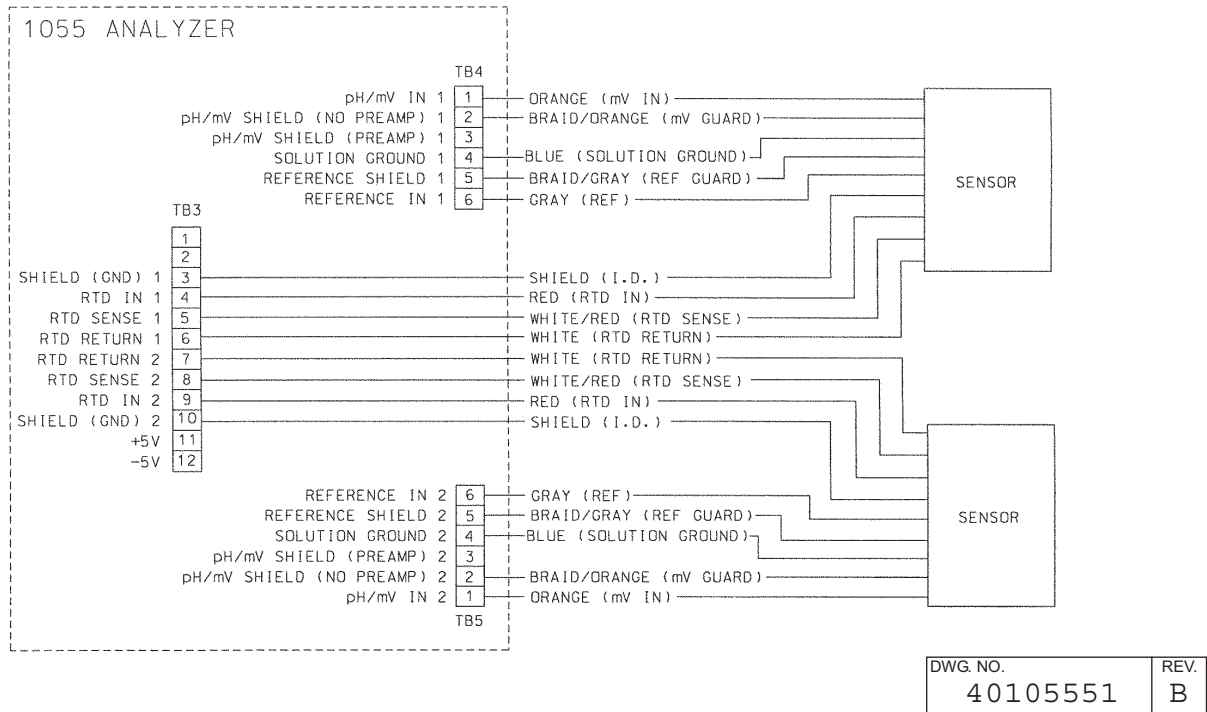 1055 ANALYZER
TB4
pH/mV IN 1 1 ORANGE (mV IN)
pH/mV SHIELD (NO PREAMP) 1 2 BRAID/ORANGE (mV GUARD)
pH/mV SHIELD (PREAMP) 1 3
SOLUTION GROUND 1 4 BLUE (SOLUTION GROUND)
REFERENCE SHIELD 1 5 BRAID/GRAY (REF GUARD)
REFERENCE IN 1 6 GRAY (REF)
SENSOR
TB3
1
2
SHIELD (GND) 1 3 SHIELD (I.D.)
RTD IN 1 4 RED (RTD IN)
RTD SENSE 1 5 WHITE/RED (RTD SENSE)
RTD RETURN 1 6 WHITE (RTD RETURN)
RTD RETURN 2 7 WHITE (RTD RETURN)
RTD SENSE 2 8 WHITE/RED (RTD SENSE)
RTD IN 2 9 RED (RTD IN)
SHIELD (GND) 2 10 SHIELD (I.D.)
+5V 11
-5V 12
REFERENCE IN 2 6 GRAY (REF)
REFERENCE SHIELD 2 5 BRAID/GRAY (REF GUARD)
SOLUTION GROUND 2 4 BLUE (SOLUTION GROUND)
pH/mV SHIELD (PREAMP) 2 3
pH/mV SHIELD (NO PREAMP) 2 2 BRAID/ORANGE (mV GUARD)
pH/mV IN 2 1 ORANGE (mV IN)
TB5
SENSOR
DWG. NO. REV.
40105551 B